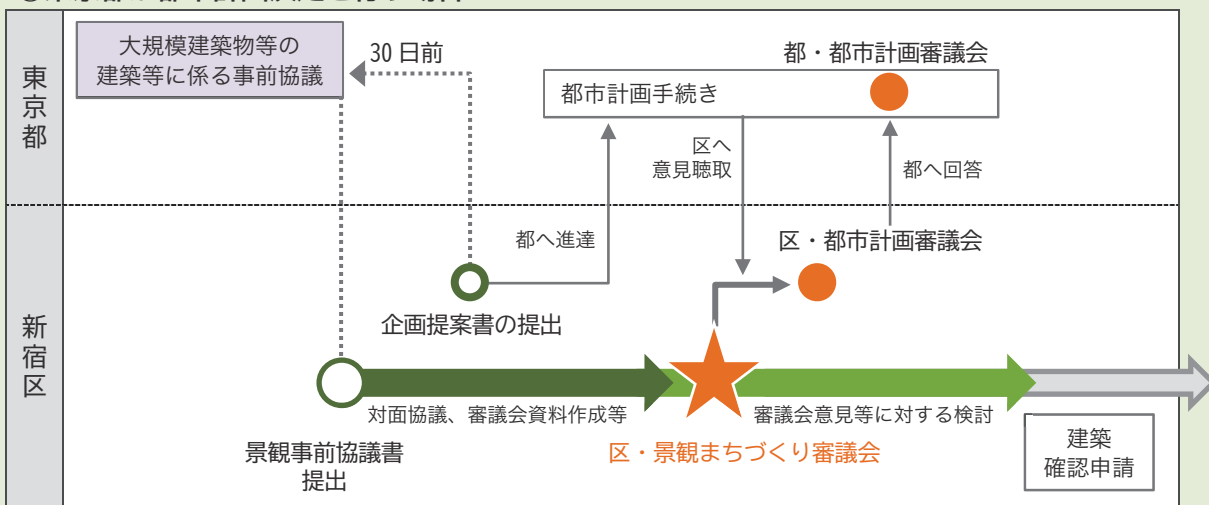 東京都
大規模建築物等の
建築等に係る事前協議
30日前
都・都市計画審議会
都市計画手続き
区へ
意見聴取
都へ回答
新宿区
都へ進達
区・都市計画審議会
企画提案書の提出
対面協議、審議会資料作成等
審議会意見等に対する検討
景観事前協議書
提出
区・景観まちづくり審議会
建築
確認申請